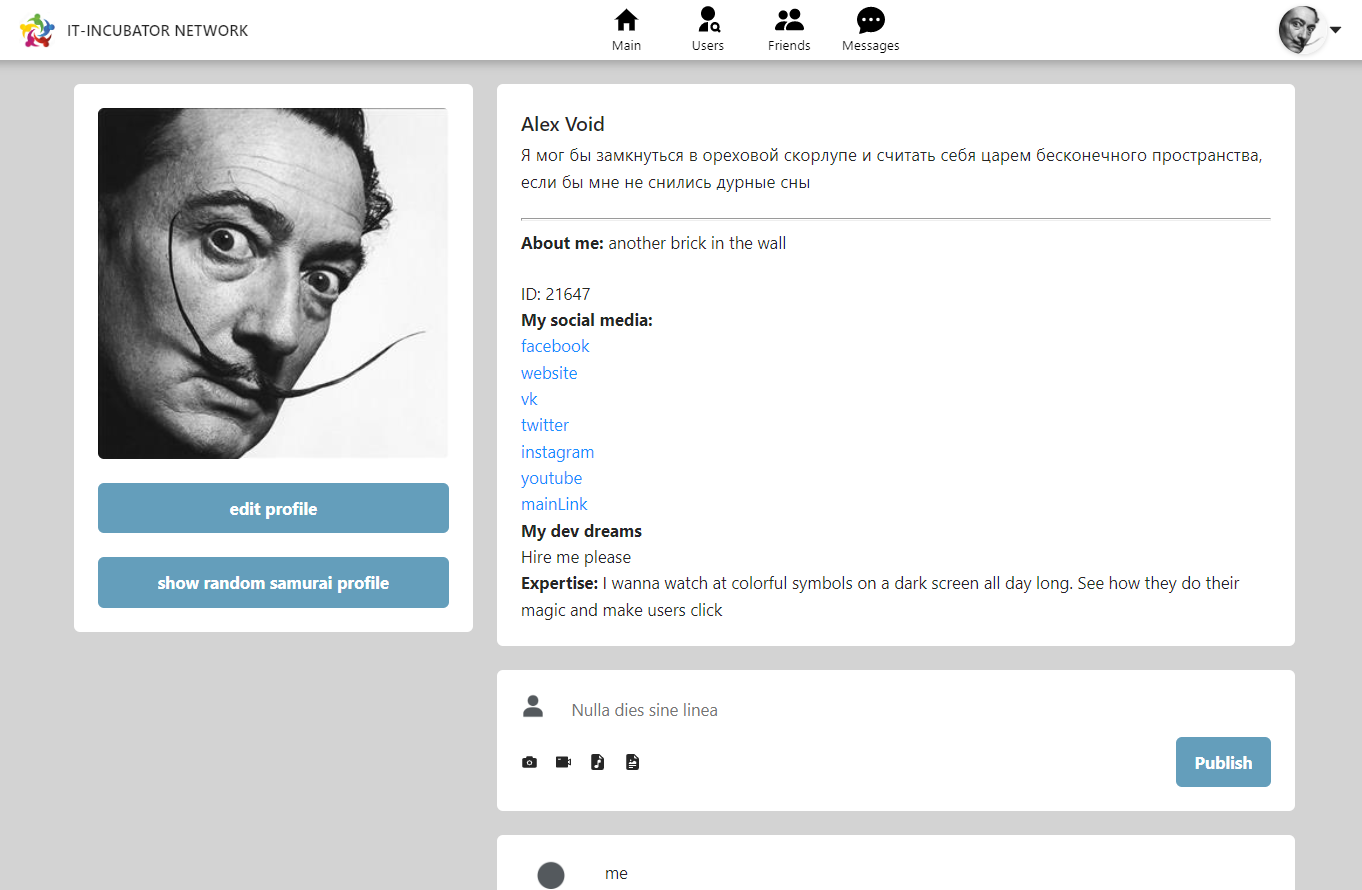 IT-INCUBATOR NETWORK
Main
Users
Friends
Messages
edit profile
show random samurai profile
Alex Void
Я мог бы замкнуться в ореховой скорлупе и считать себя царем бесконечного пространства,
если бы мне не снились дурные сны
About me: another brick in the wall
ID: 21647
My social media:
facebook
website
vk
twitter
instagram
youtube
mainLink
My dev dreams
Hire me please
Expertise: I wanna watch at colorful symbols on a dark screen all day long. See how they do their
magic and make users click
Nulla dies sine linea
Publish
me